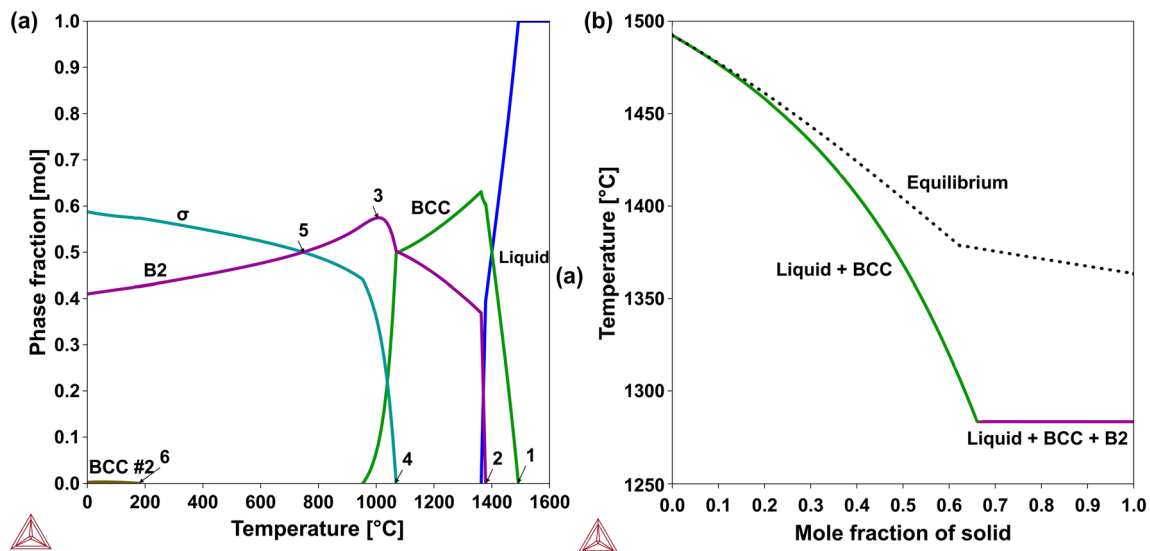 (a)
Phase fraction [mol]
1.0
0.9
0.8
0.7
0.6
0.5
0.4
0.3
0.2
0.1
0.0
σ
B2
5
3
BCC
Liquid
BCC #2
6
4
2
1
0
200
400
600
800
1000
1200
1400
1600
Temperature [°C]
(a)
(b)
Temperature [°C]
1500
1450
1400
1350
1300
1250
Equilibrium
Liquid + BCC
Liquid + BCC + B2
0.0
0.1
0.2
0.3
0.4
0.5
0.6
0.7
0.8
0.9
1.0
Mole fraction of solid